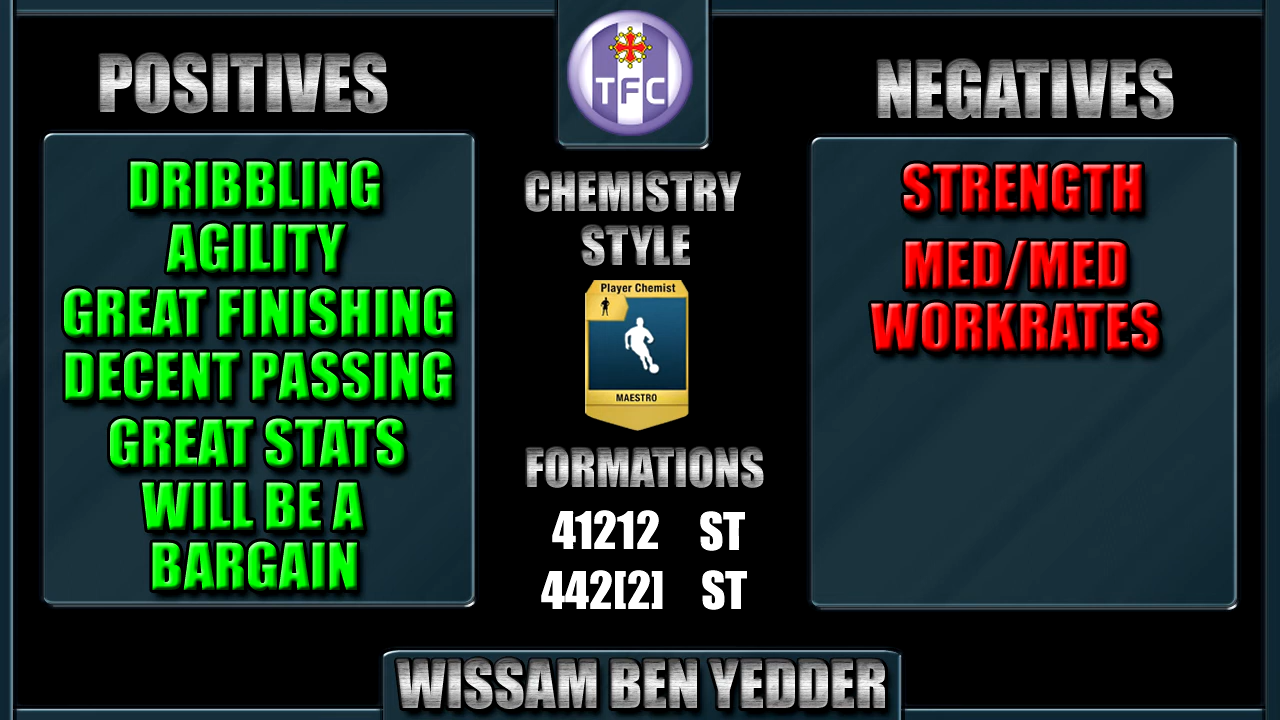 POSITIVES
DRIBBLING
AGILITY
GREAT FINISHING
DECENT PASSING
GREAT STATS
WILL BE A
BARGAIN
TFC
CHEMISTRY
STYLE
Player Chemist
MAESTRO
FORMATIONS
41212 ST
442[2] ST
NEGATIVES
STRENGTH
MED/MED
WORKRATES
WISSAM BEN YEDDER